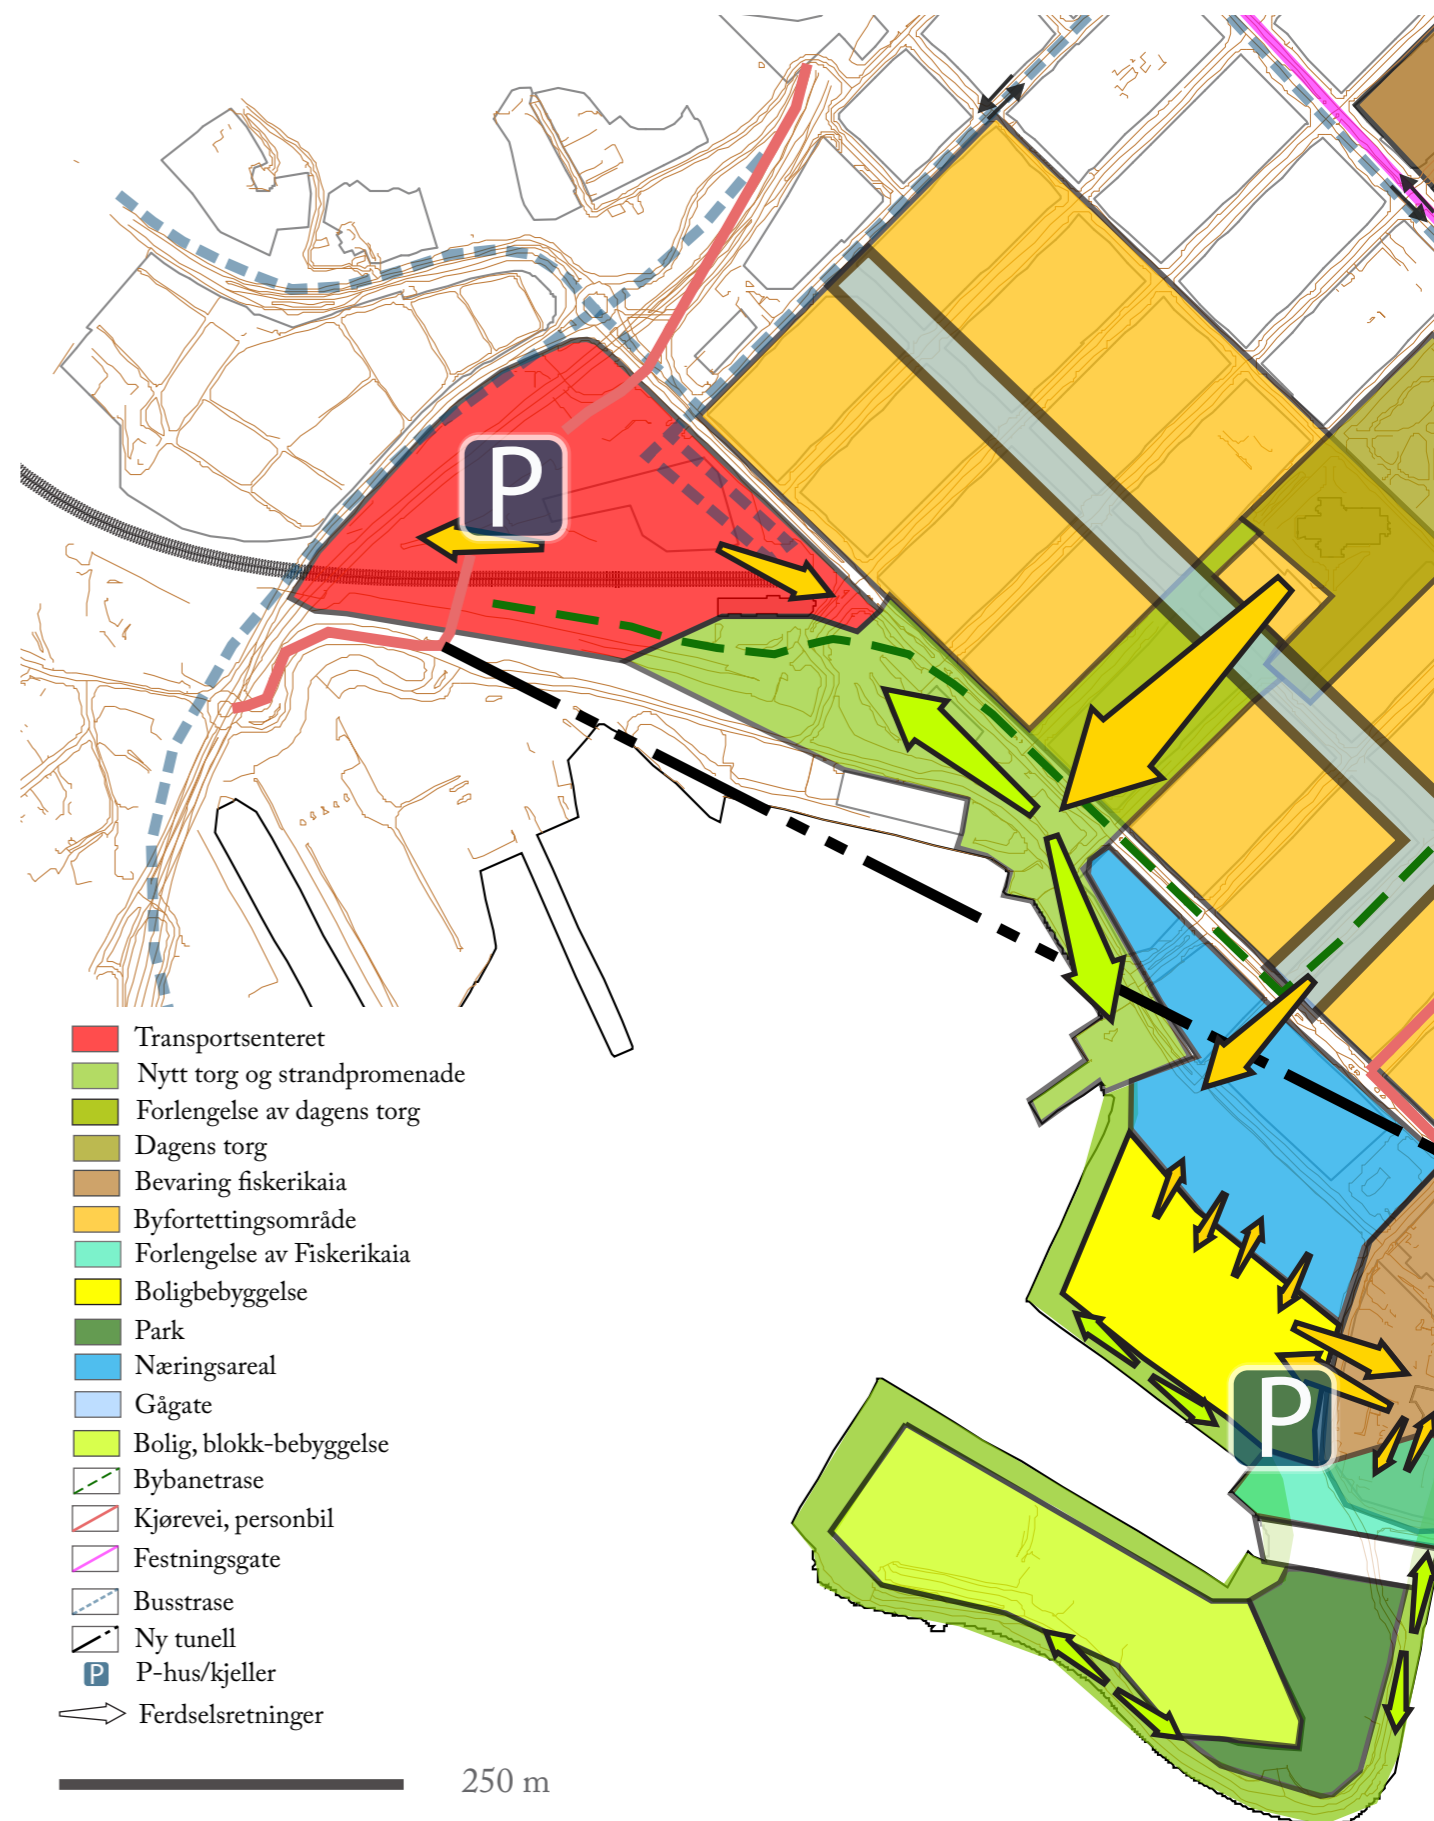 P
Transportsenteret
Nytt torg og strandpromenade
Forlengelse av dagens torg
Dagens torg
Bevaring fiskerikaia
Byfortettingsområde
Forlengelse av Fiskerikaia
Boligbebyggelse
Park
Næringsareal
Gågate
Bolig, blokk-bebyggelse
Bybanetrase
Kjørevei, personbil
Festningsgate
Busstrase
Ny tunell
P P-hus/kjeller
Ferdselsretninger
250 m
P